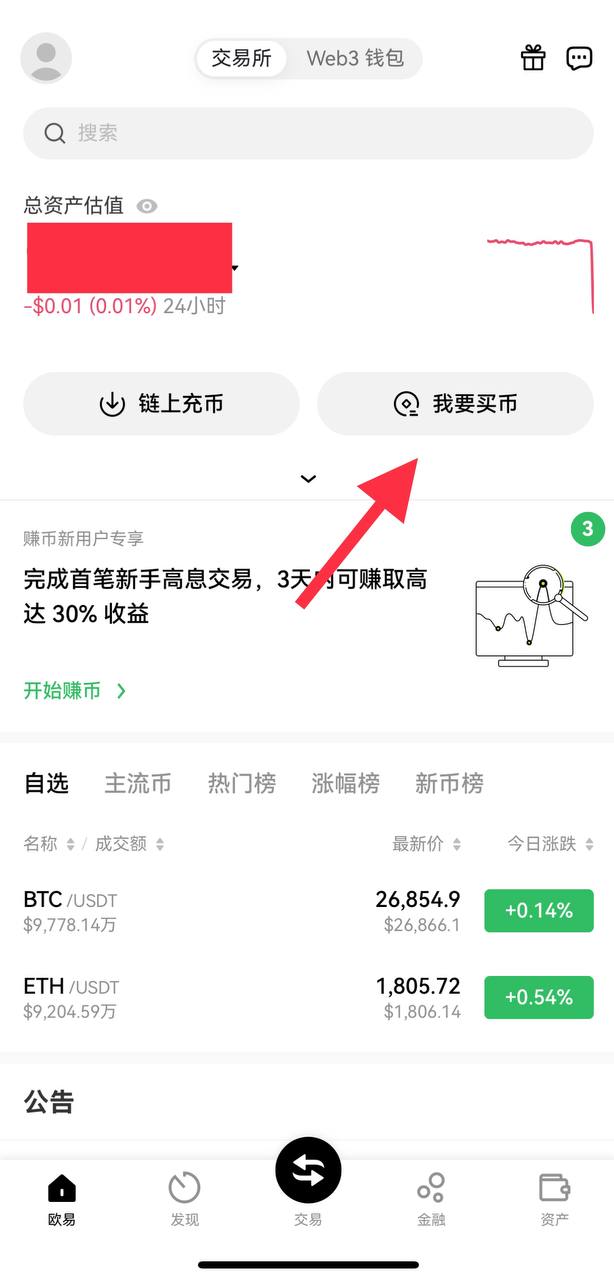 交易所 Web3 钱包
搜索
总资产估值
-$0.01 (0.01%) 24小时
链上充币 我要买币
赚币新用户专享 3
完成首笔新手高息交易，3天内可赚取高
达 30% 收益
开始赚币
自选 主流币 热门榜 涨幅榜 新币榜
名称 / 成交额 最新价 今日涨跌
BTC /USDT 26,854.9 +0.14%
$9,778.14万 $26,866.1
ETH /USDT 1,805.72 +0.54%
$9,204.59万 $1,806.14
公告
欧易 发现 交易 金融 资产